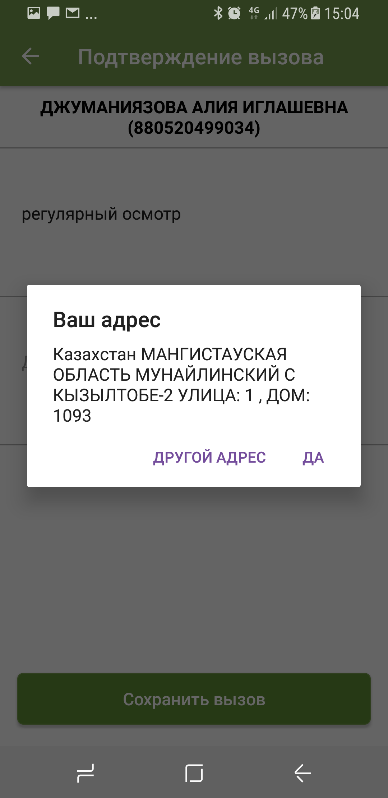 ... 4G 47% 15:04
Подтверждение вызова
ДЖУМАНИЯЗОВА АЛИЯ ИГЛАШЕВНА
(880520499034)
регулярный осмотр
Ваш адрес
Казахстан МАНГИСТАУСКАЯ
ОБЛАСТЬ МУНАЙЛИНСКИЙ С
КЫЗЫЛТОБЕ-2 УЛИЦА: 1 , ДОМ:
1093
ДРУГОЙ АДРЕС ДА
Сохранить вызов